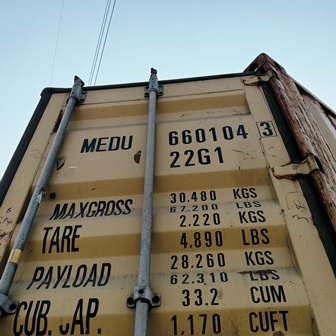 MEDU 660104 3
22G1
MAXGROSS 30.480 KGS
67.200 LBS
TARE 2,220 KGS
4,890 LBS
PAYLOAD 28,260 KGS
62.310 LBS
CUB. CAP. 33.2 CUM
1,170 CUFT